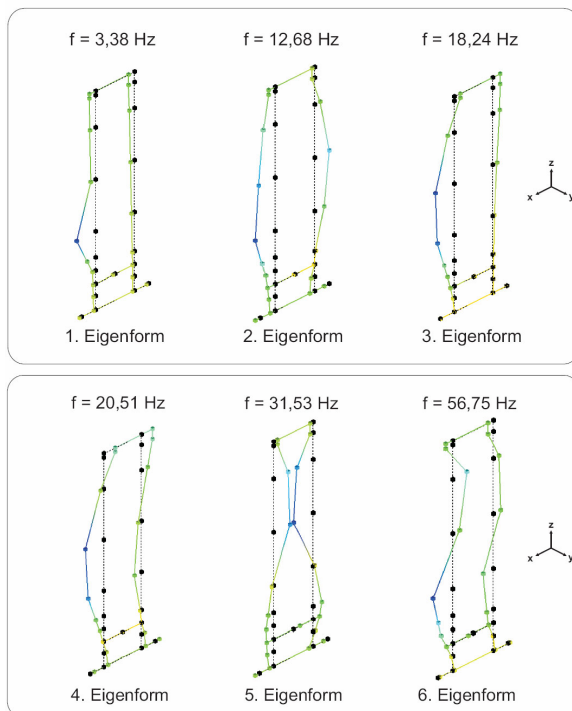 f = 3,38 Hz
f = 12,68 Hz
f = 18,24 Hz
z
x
y
1. Eigenform
2. Eigenform
3. Eigenform
f = 20,51 Hz
f = 31,53 Hz
f = 56,75 Hz
z
x
y
4. Eigenform
5. Eigenform
6. Eigenform